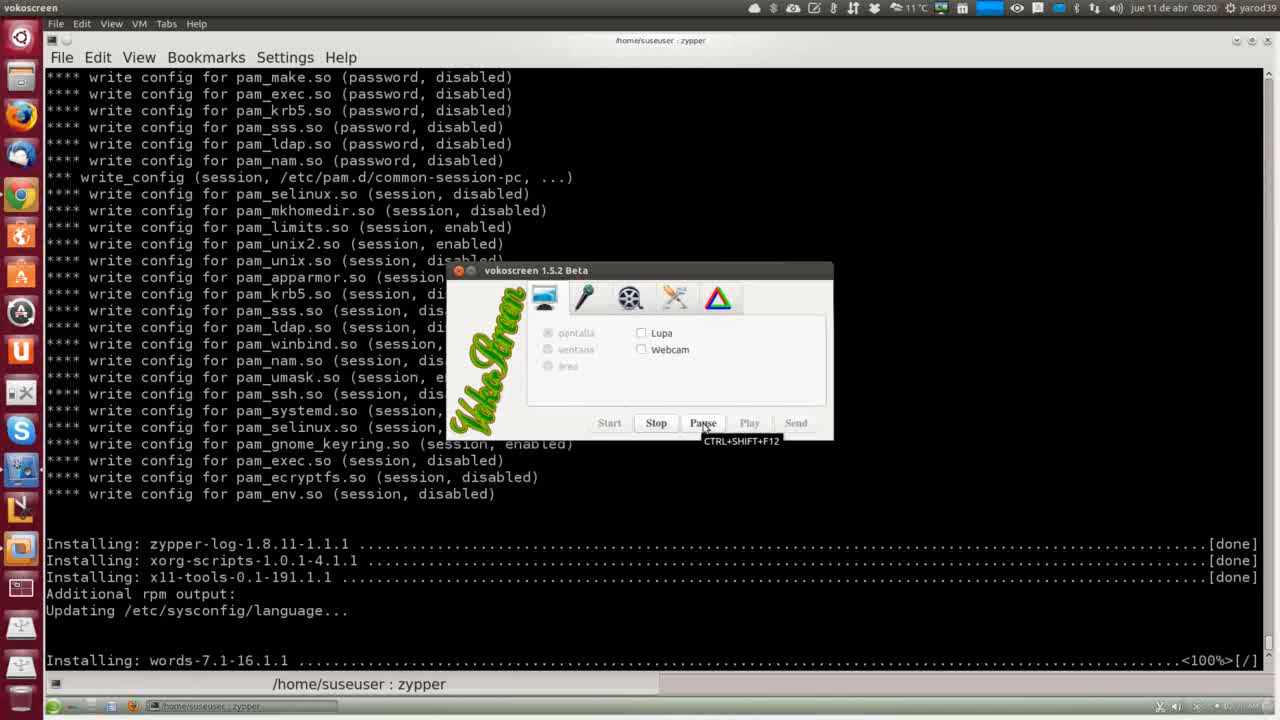 vokoscreen
11°C
jue 11 de abr 08:20
yarod39
File Edit View VM Tabs Help
/home/suseuser : zypper
File Edit View Bookmarks Settings Help
**** write config for pam_make.so (password, disabled)
**** write config for pam_exec.so (password, disabled)
**** write config for pam_krb5.so (password, disabled)
**** write config for pam_sss.so (password, disabled)
**** write config for pam_ldap.so (password, disabled)
**** write config for pam_nam.so (password, disabled)
*** write_config (session, /etc/pam.d/common-session-pc, ...)
**** write config for pam_selinux.so (session, disabled)
**** write config for pam_mkhomedir.so (session, disabled)
**** write config for pam_limits.so (session, enabled)
**** write config for pam_unix2.so (session, enabled)
**** write config for pam_unix.so (session, disabled)
**** write config for pam_apparmor.so (session
**** write config for pam_krb5.so (session, d
**** write config for pam_sss.so (session, d
**** write config for pam_ldap.so (session, d
**** write config for pam_winbind.so (sessio
**** write config for pam_nam.so (session, d
**** write config for pam_umask.so (session, e
**** write config for pam_ssh.so (session, d
**** write config for pam_systemd.so (session
**** write config for pam_selinux.so (session
**** write config for pam_gnome_keyring.so (session, enabled)
**** write config for pam_exec.so (session, disabled)
**** write config for pam_ecryptfs.so (session, disabled)
**** write config for pam_env.so (session, disabled)
vokoscreen 1.5.2 Beta
VokoScreen
pantalla
ventana
área
Lupa
Webcam
Start Stop Pause Play Send
CTRL+SHIFT+F12
Installing: zypper-log-1.8.11-1.1.1 ....................[done]
Installing: xorg-scripts-1.0.1-4.1.1 ....................[done]
Installing: x11-tools-0.1-191.1.1 ....................[done]
Additional rpm output:
Updating /etc/sysconfig/language...
Installing: words-7.1-16.1.1 ....................<100%>[/]
/home/suseuser : zypper
/home/suseuser : zypper